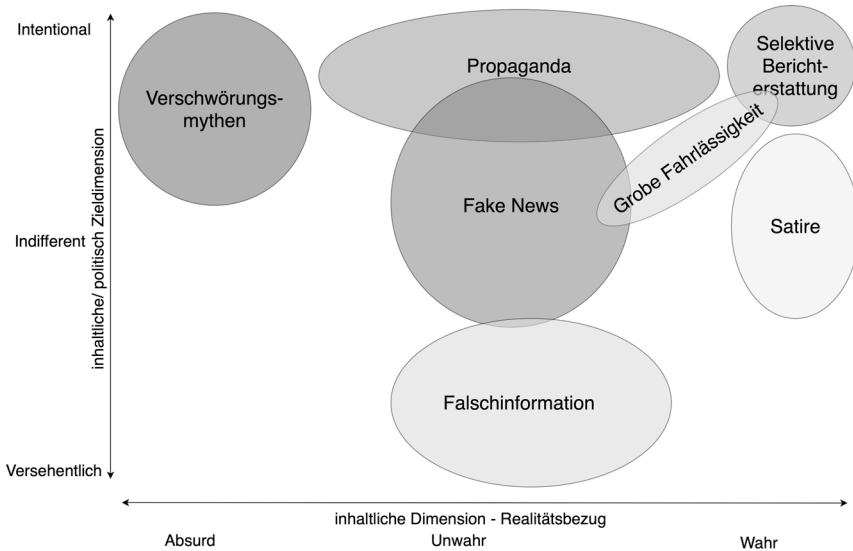 Intentional
Selektive
Bericht-
erstattung
Propaganda
Verschwörungs-
mythen
Grobe Fahrlässigkeit
Fake News
Satire
Indifferent
inhaltliche/ politisch Zieldimension
Falschinformation
Versehentlich
inhaltliche Dimension - Realitätsbezug
Absurd
Unwahr
Wahr